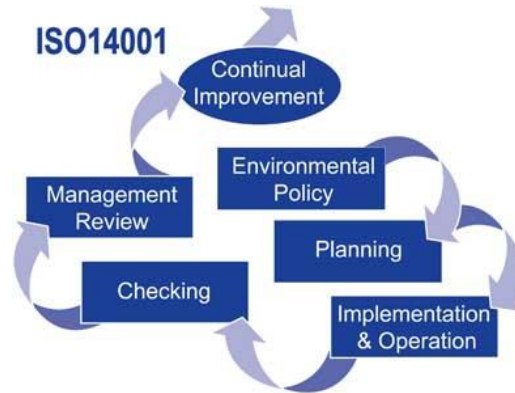 ISO14001
Continual
Improvement
Environmental
Policy
Management
Review
Planning
Checking
Implementation
& Operation